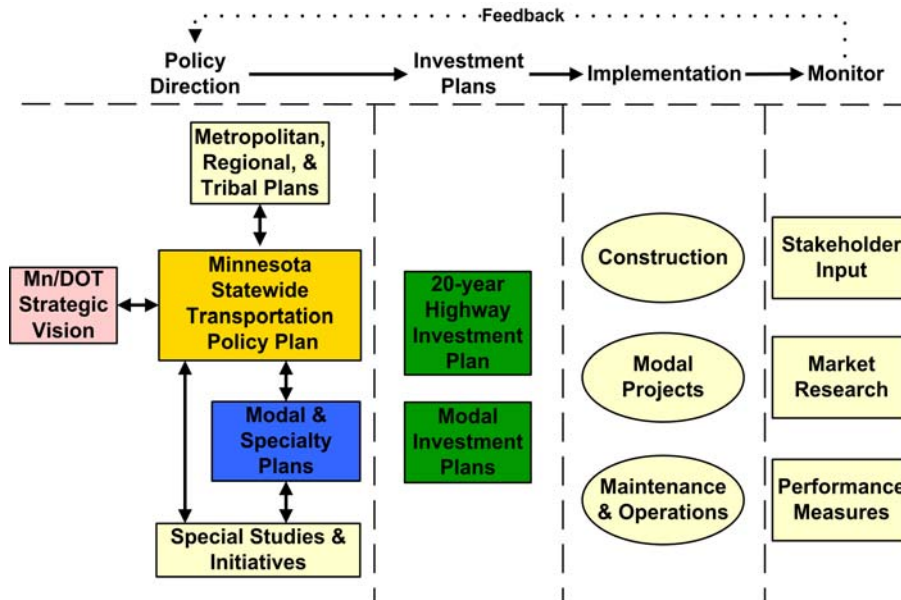 Feedback
Policy
Direction
Investment
Plans
Implementation
Monitor
Metropolitan,
Regional, &
Tribal Plans
Mn/DOT
Strategic
Vision
Minnesota
Statewide
Transportation
Policy Plan
Modal &
Specialty
Plans
Special Studies &
Initiatives
20-year
Highway
Investment
Plan
Modal
Investment
Plans
Construction
Modal
Projects
Maintenance
& Operations
Stakeholder
Input
Market
Research
Performance
Measures